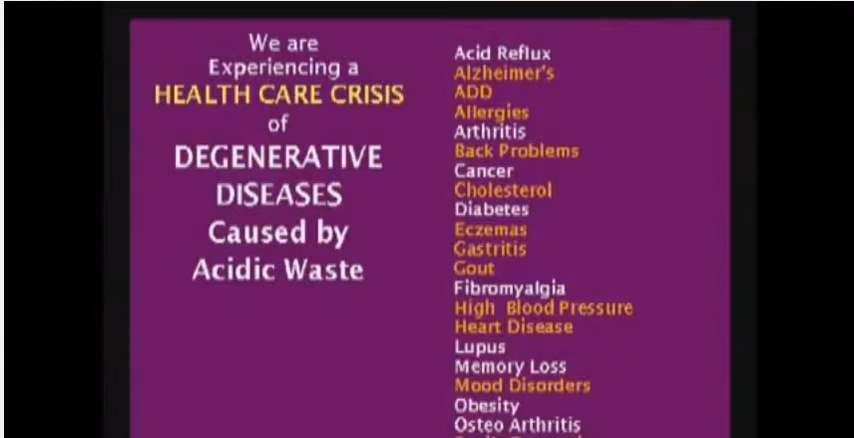 We are
Experiencing a
HEALTH CARE CRISIS
of
DEGENERATIVE
DISEASES
Caused by
Acidic Waste
Acid Reflux
Alzheimer's
ADD
Allergies
Arthritis
Back Problems
Cancer
Cholesterol
Diabetes
Eczemas
Gastritis
Gout
Fibromyalgia
High Blood Pressure
Heart Disease
Lupus
Memory Loss
Mood Disorders
Obesity
Osteo Arthritis